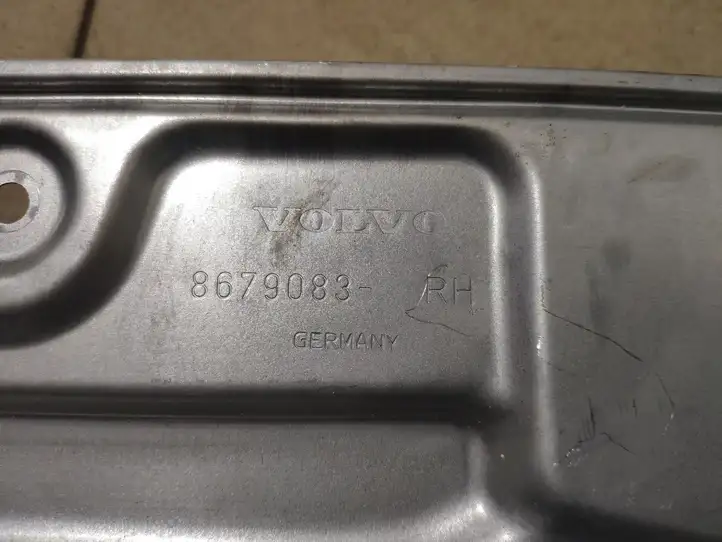 VOLVO
8679083- RH
GERMANY